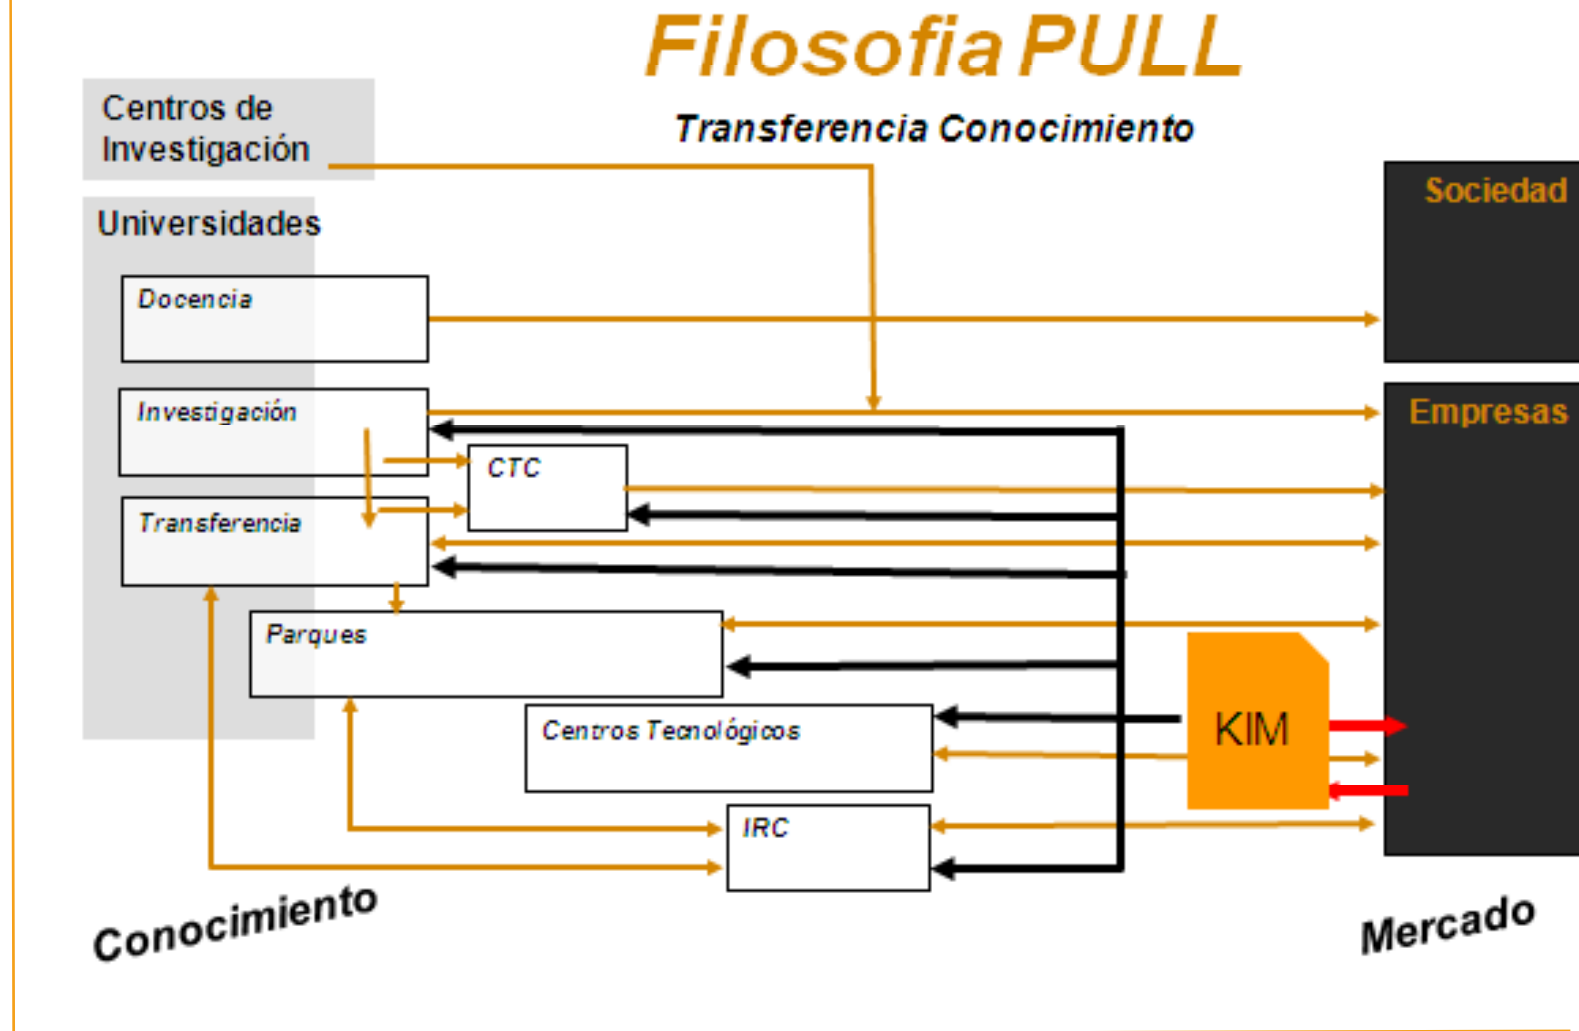 Filosofia PULL
Transferencia Conocimiento
Centros de
Investigación
Universidades
Docencia
Investigación
Transferencia
CTC
Parques
Centros Tecnológicos
IRC
KIM
Sociedad
Empresas
Conocimiento
Mercado